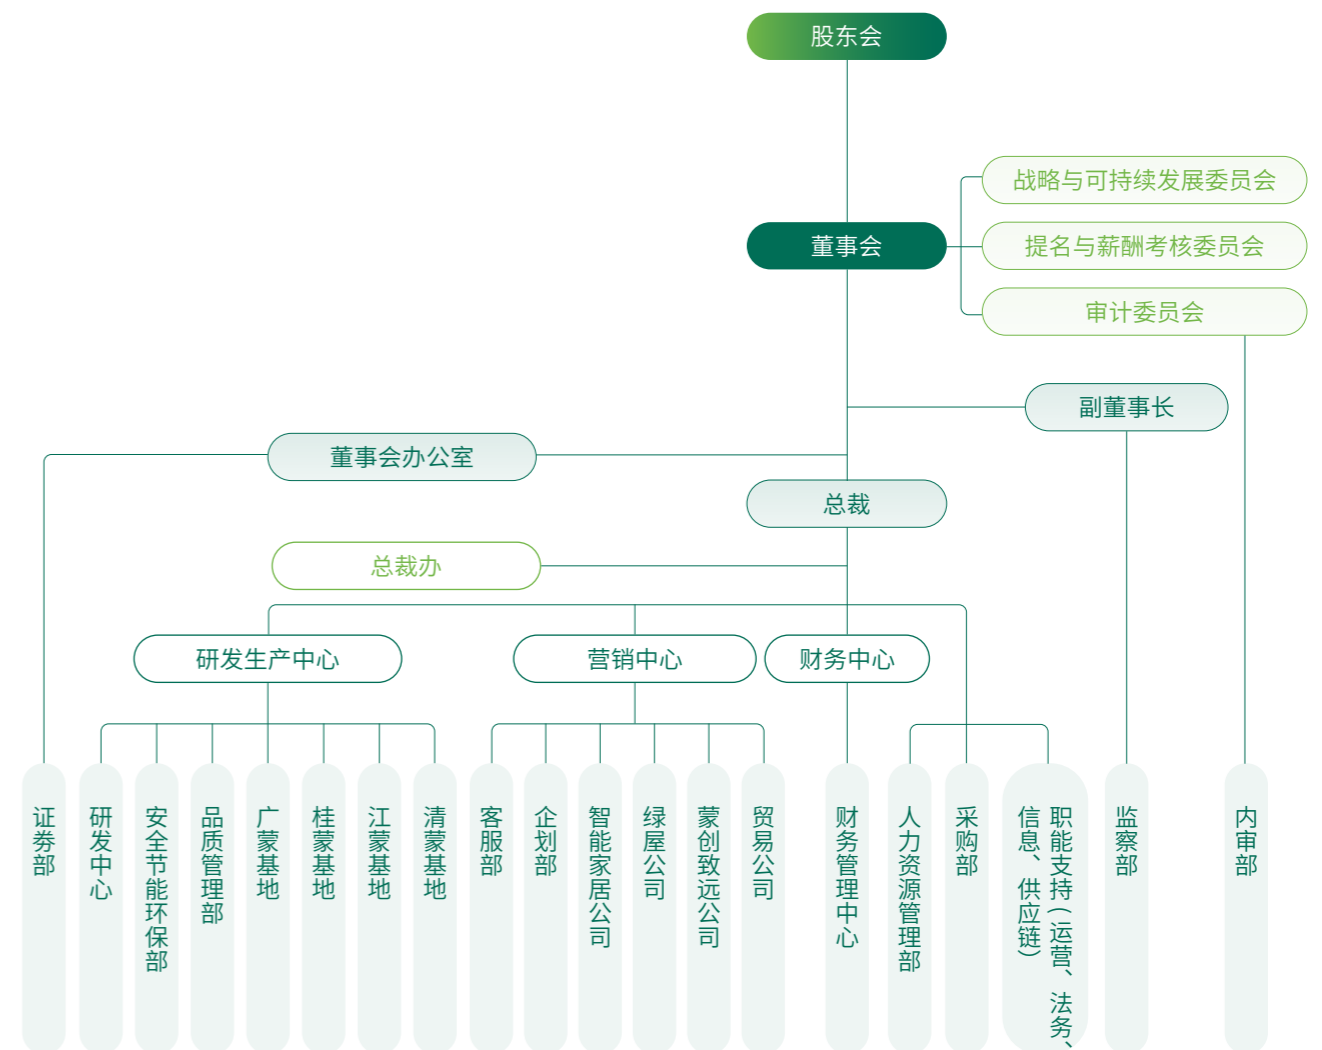 股东会
战略与可持续发展委员会
董事会
提名与薪酬考核委员会
审计委员会
副董事长
董事会办公室
总裁
总裁办
研发生产中心
营销中心
财务中心
证券部
研发中心
安全节能环保部
品质管理部
广蒙基地
桂蒙基地
江蒙基地
清蒙基地
客服部
企划部
智能家居公司
绿屋公司
蒙创致远公司
贸易公司
财务管理中心
人力资源管理部
采购部
职能支持(运营、法务、
信息、供应链)
监察部
内审部